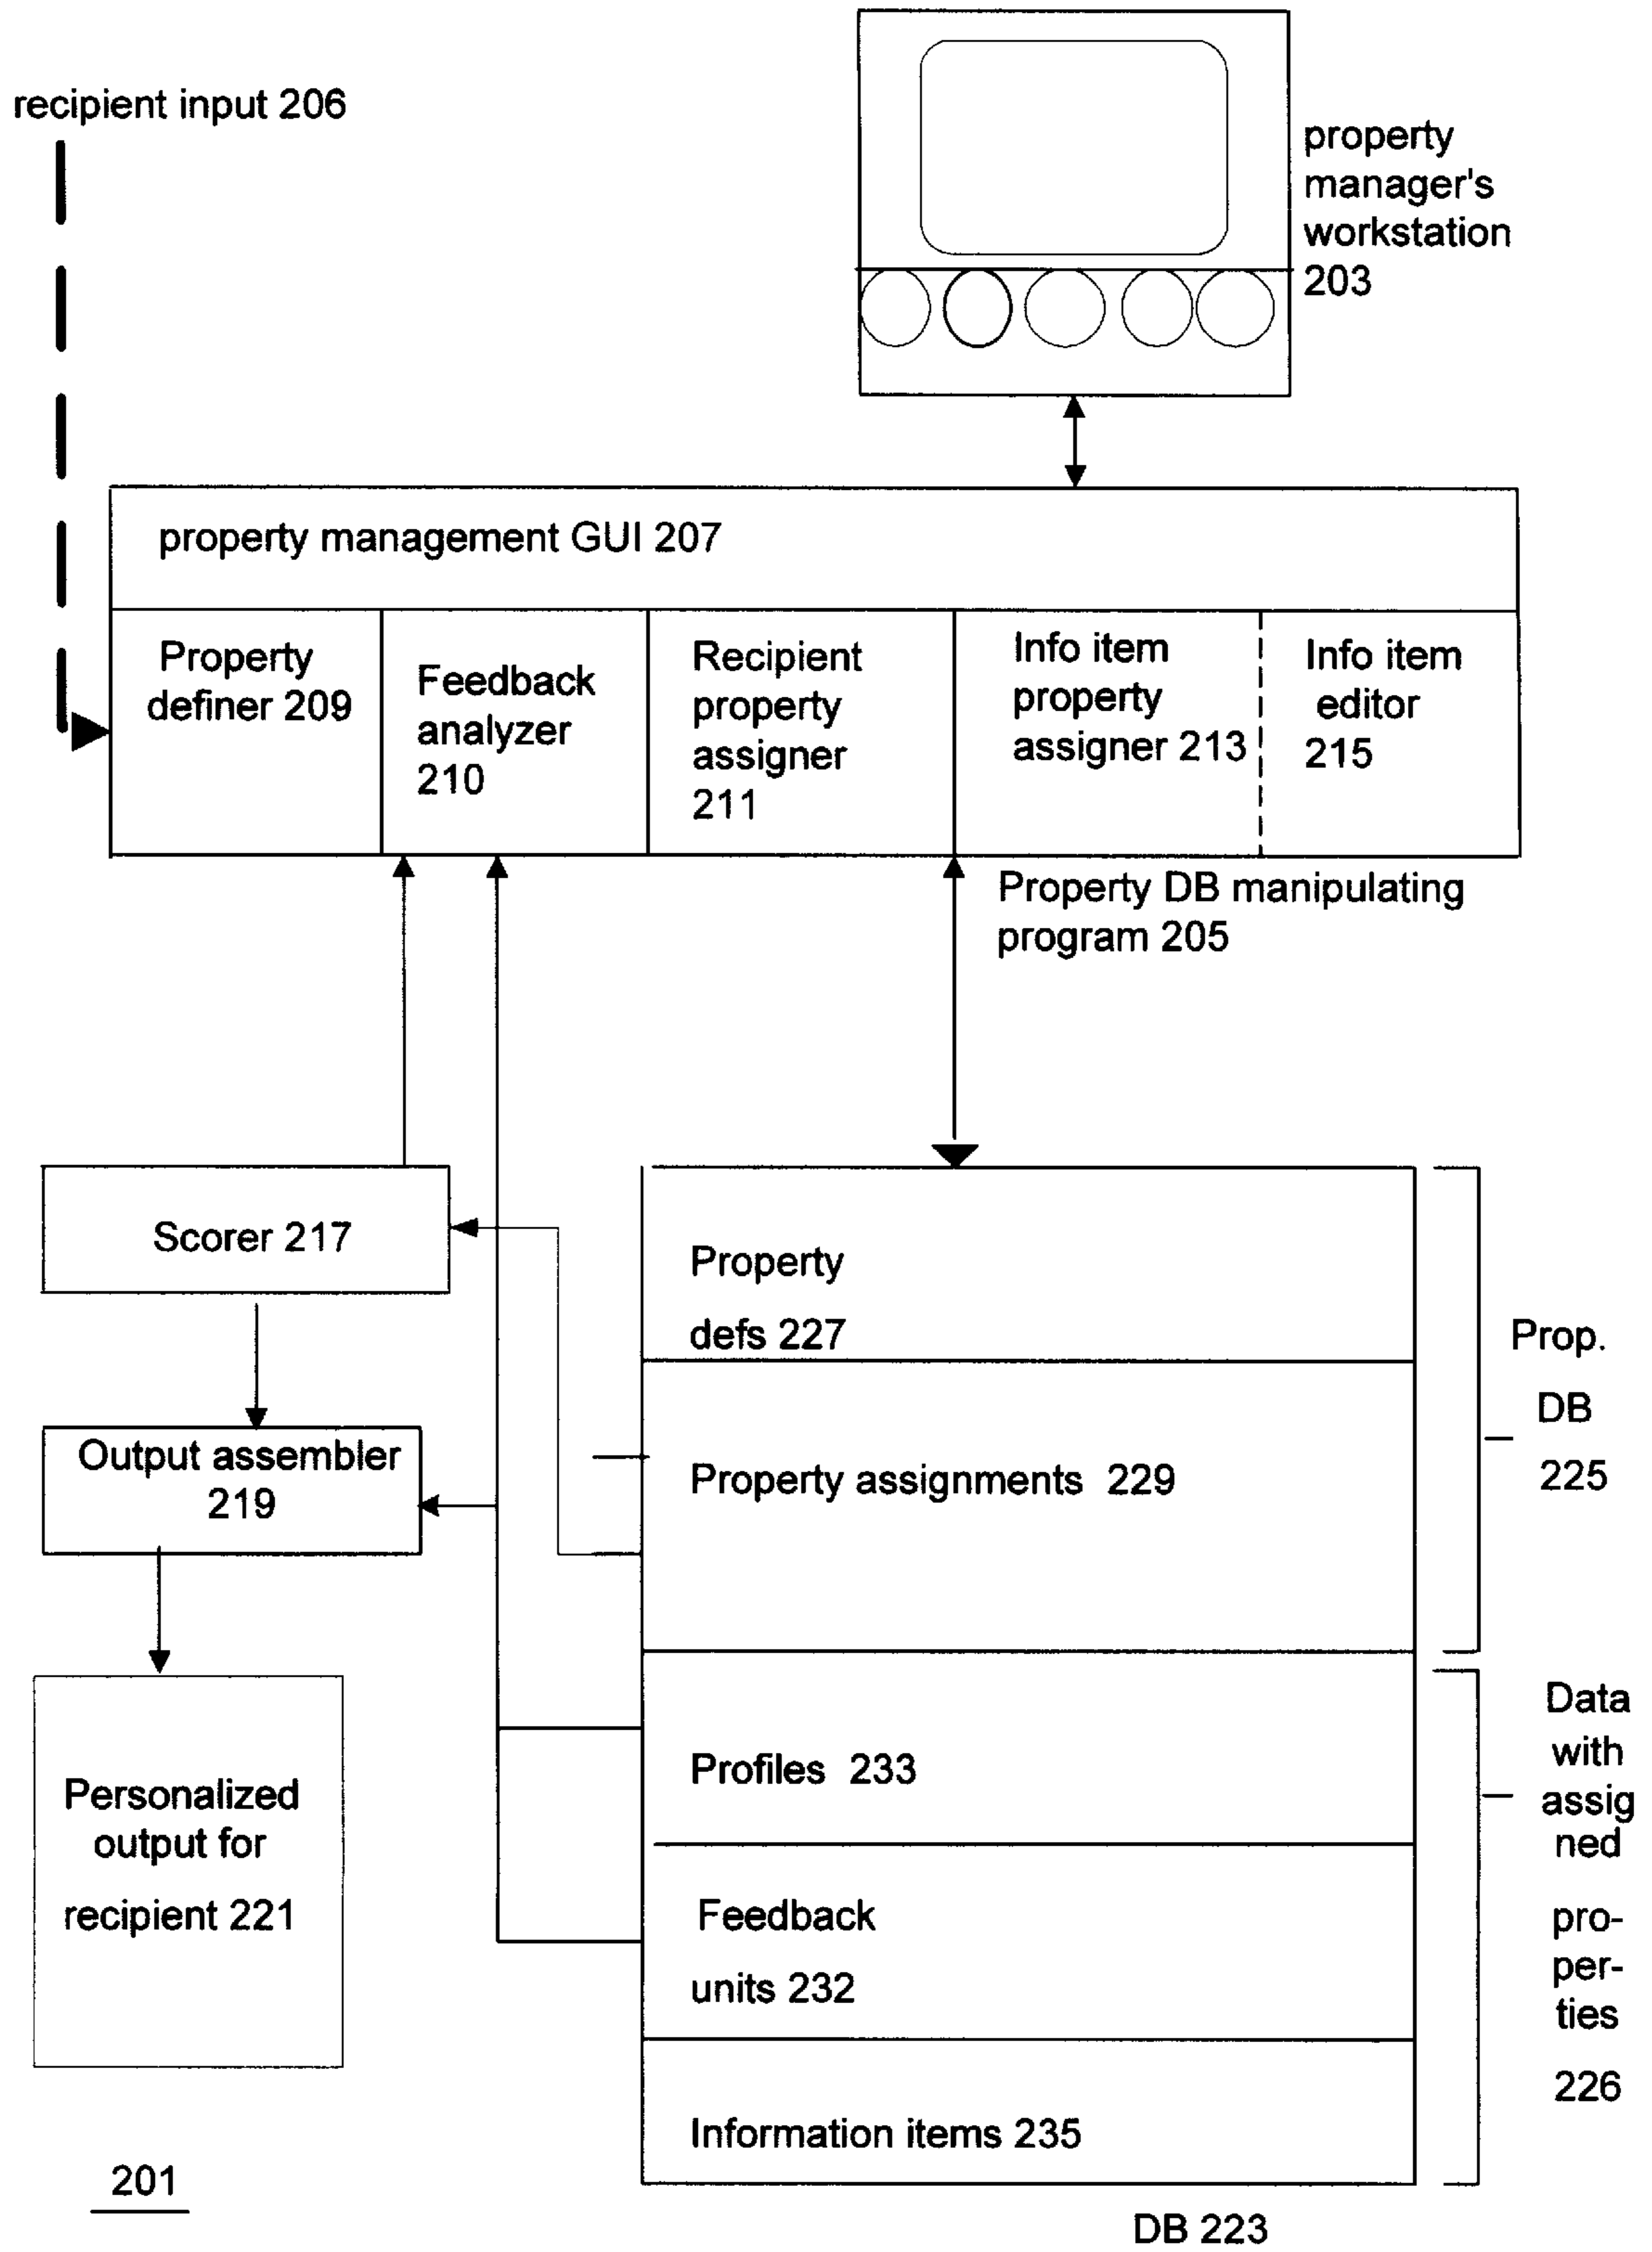 recipient input 206
property
manager's
workstation
203
property management GUI 207
Property
definer 209
Feedback
analyzer
210
Recipient
property
assigner
211
Info item
property
assigner 213
Info item
editor
215
Property DB manipulating
program 205
Scorer 217
Output assembler
219
Personalized
output for
recipient 221
Property
defs 227
Property assignments 229
Prop.
DB
225
Profiles 233
Feedback
units 232
Information items 235
Data
with
assig
ned
pro-
per-
ties
226
201
DB 223